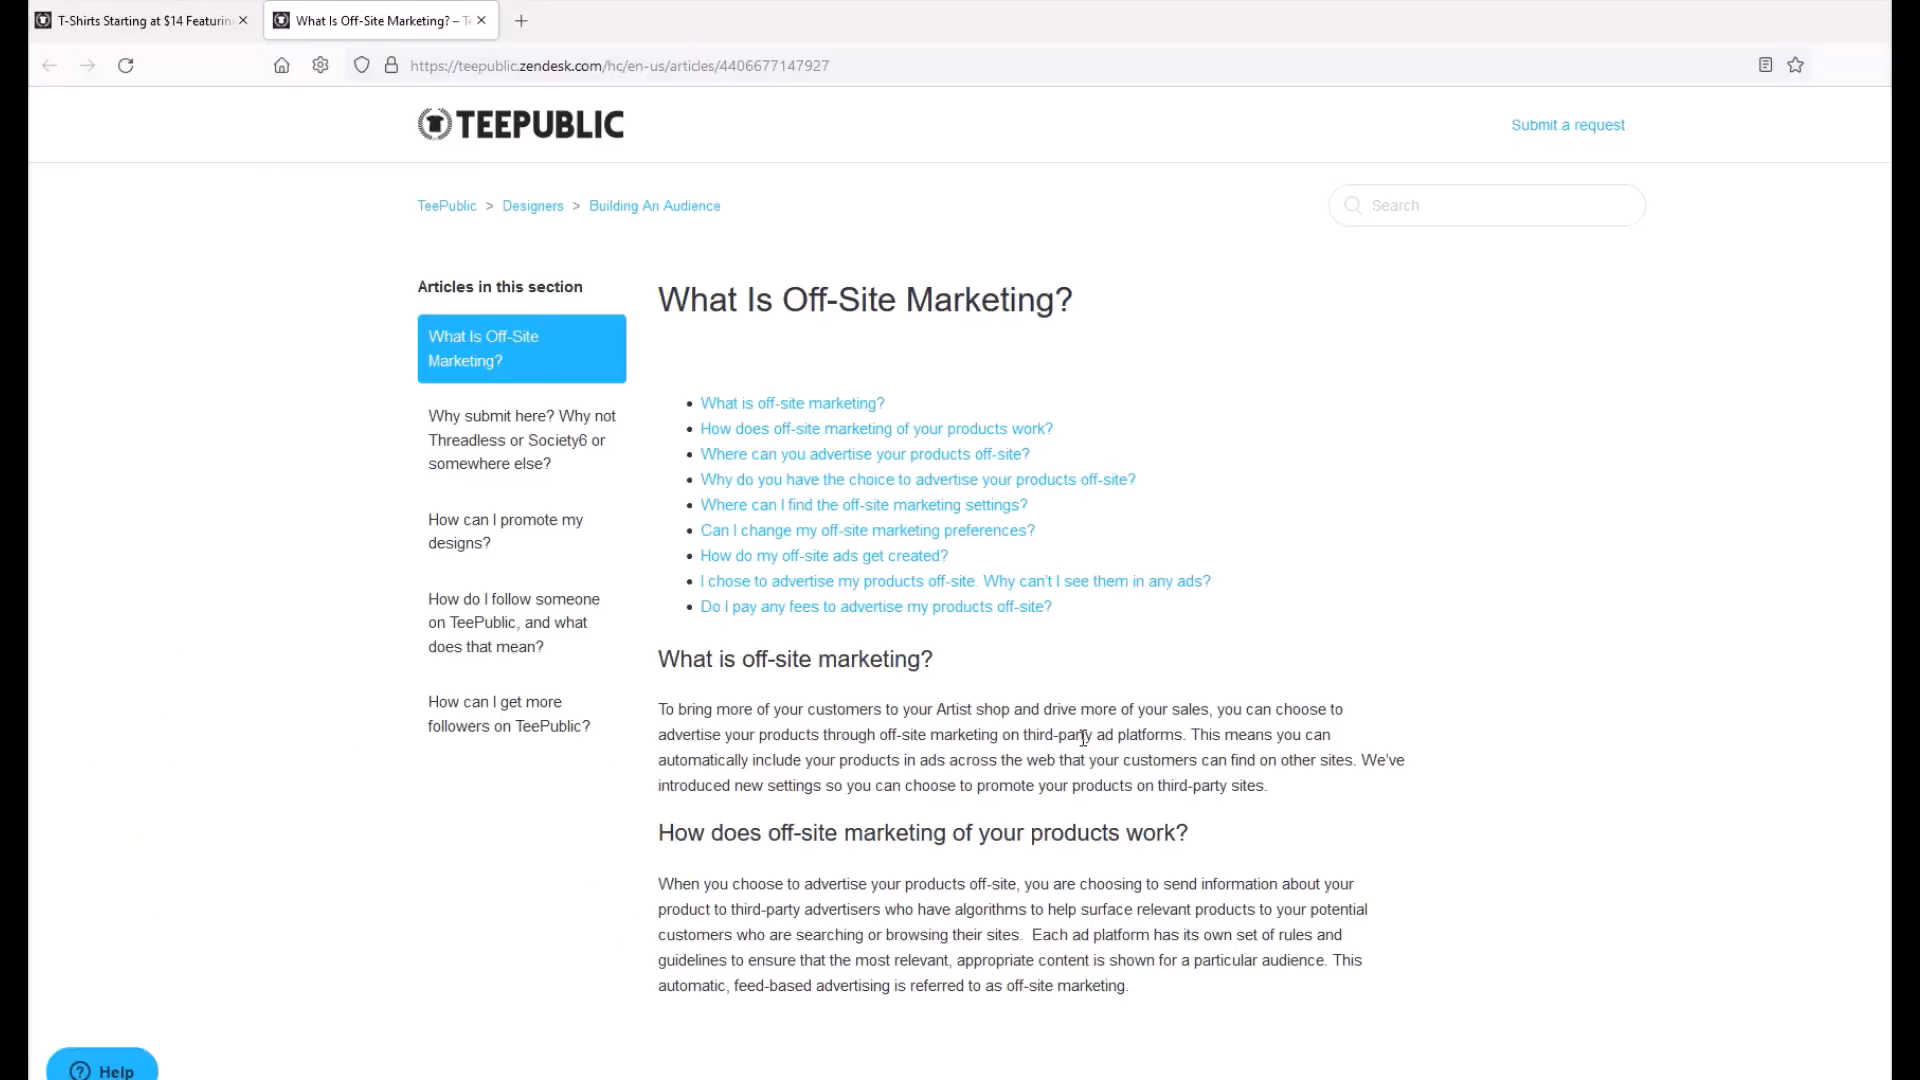 T-Shirts Starting at $14 Featurin
What Is Off-Site Marketing? – Te
https://teepublic.zendesk.com/hc/en-us/articles/4406677147927
TEEPUBLIC
Submit a request
TeePublic > Designers > Building An Audience
Search
Articles in this section
What Is Off-Site
Marketing?
Why submit here? Why not
Threadless or Society6 or
somewhere else?
How can I promote my
designs?
How do I follow someone
on TeePublic, and what
does that mean?
How can I get more
followers on TeePublic?
What Is Off-Site Marketing?
• What is off-site marketing?
• How does off-site marketing of your products work?
• Where can you advertise your products off-site?
• Why do you have the choice to advertise your products off-site?
• Where can I find the off-site marketing settings?
• Can I change my off-site marketing preferences?
• How do my off-site ads get created?
• I chose to advertise my products off-site. Why can’t I see them in any ads?
• Do I pay any fees to advertise my products off-site?
What is off-site marketing?
To bring more of your customers to your Artist shop and drive more of your sales, you can choose to
advertise your products through off-site marketing on third-party ad platforms. This means you can
automatically include your products in ads across the web that your customers can find on other sites. We’ve
introduced new settings so you can choose to promote your products on third-party sites.
How does off-site marketing of your products work?
When you choose to advertise your products off-site, you are choosing to send information about your
product to third-party advertisers who have algorithms to help surface relevant products to your potential
customers who are searching or browsing their sites.  Each ad platform has its own set of rules and
guidelines to ensure that the most relevant, appropriate content is shown for a particular audience. This
automatic, feed-based advertising is referred to as off-site marketing.
Help